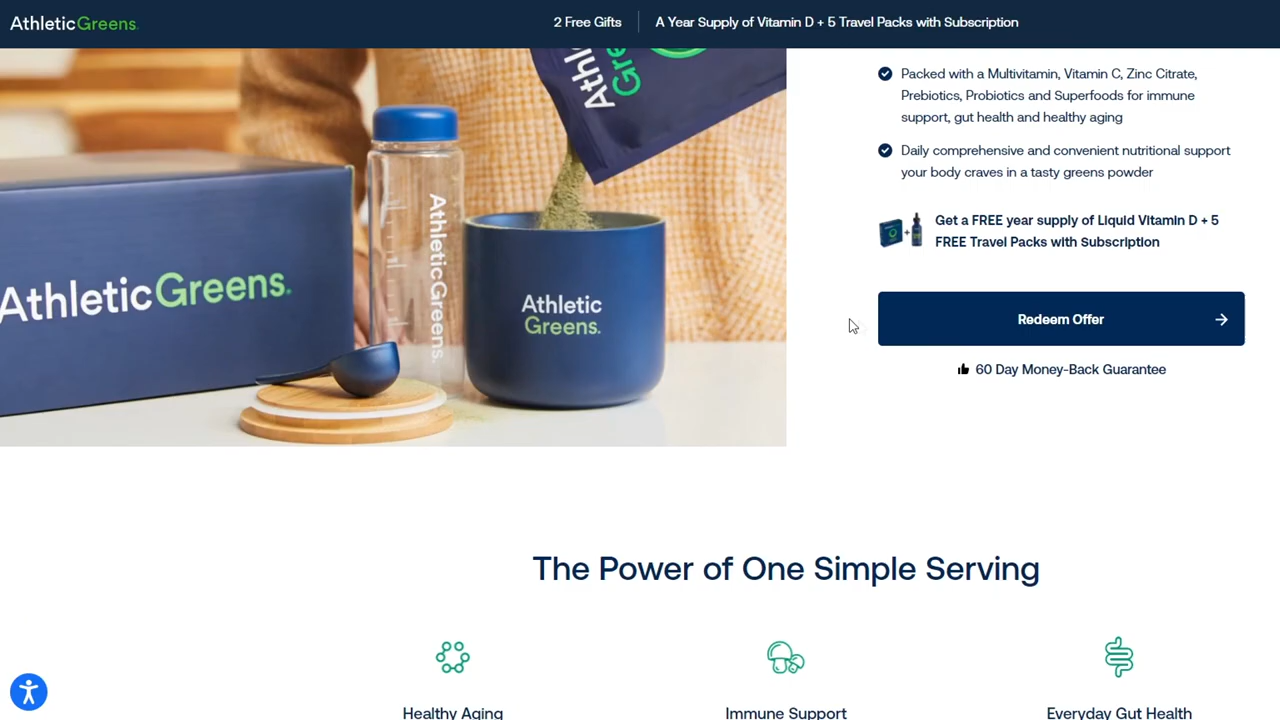 AthleticGreens.
2 Free Gifts
A Year Supply of Vitamin D + 5 Travel Packs with Subscription
Athletic
Gre
AthleticGreens.
AthleticGreens.
Athletic
Greens.
Packed with a Multivitamin, Vitamin C, Zinc Citrate,
Prebiotics, Probiotics and Superfoods for immune
support, gut health and healthy aging
Daily comprehensive and convenient nutritional support
your body craves in a tasty greens powder
Get a FREE year supply of Liquid Vitamin D + 5
FREE Travel Packs with Subscription
Redeem Offer
60 Day Money-Back Guarantee
The Power of One Simple Serving
Healthy Aging
Immune Support
Everyday Gut Health